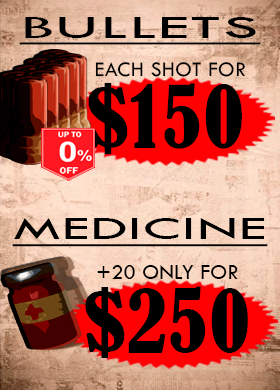 BULLETS
EACH SHOT FOR
$150
UP TO
0%
OFF
MEDICINE
+20 ONLY FOR
$250